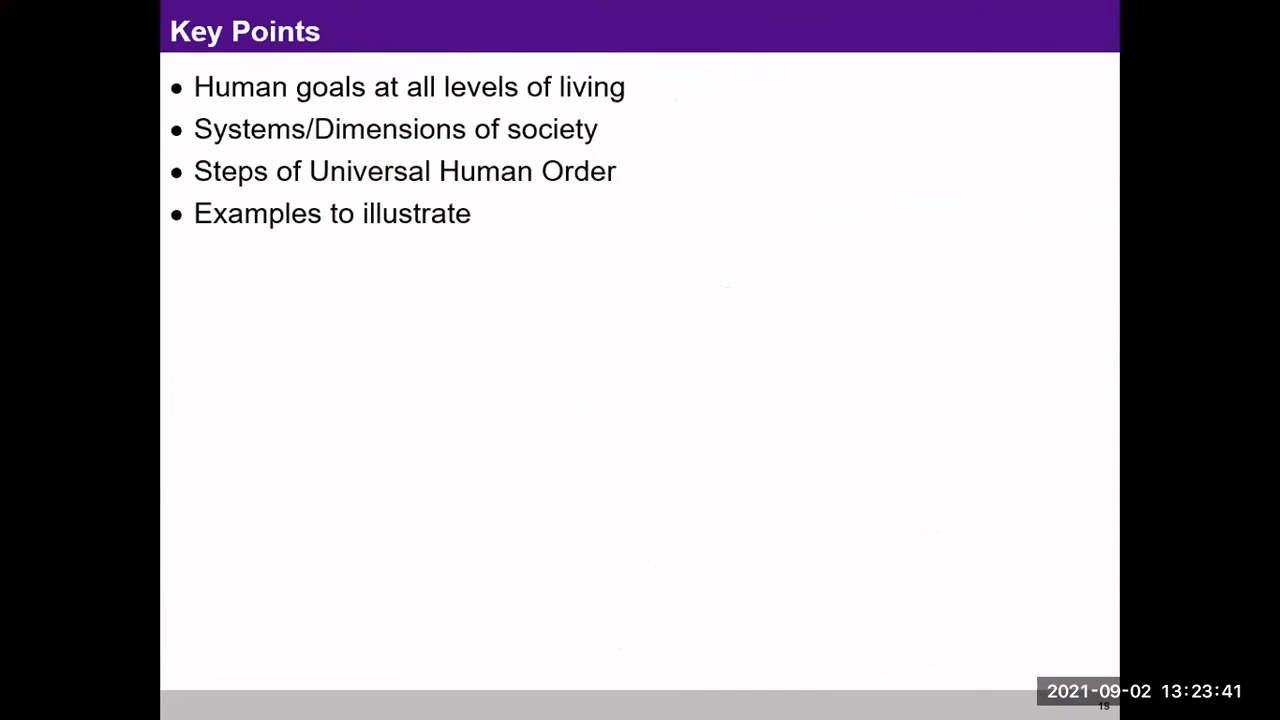 Key Points
• Human goals at all levels of living
• Systems/Dimensions of society
• Steps of Universal Human Order
• Examples to illustrate
2021-09-02 13:23:41